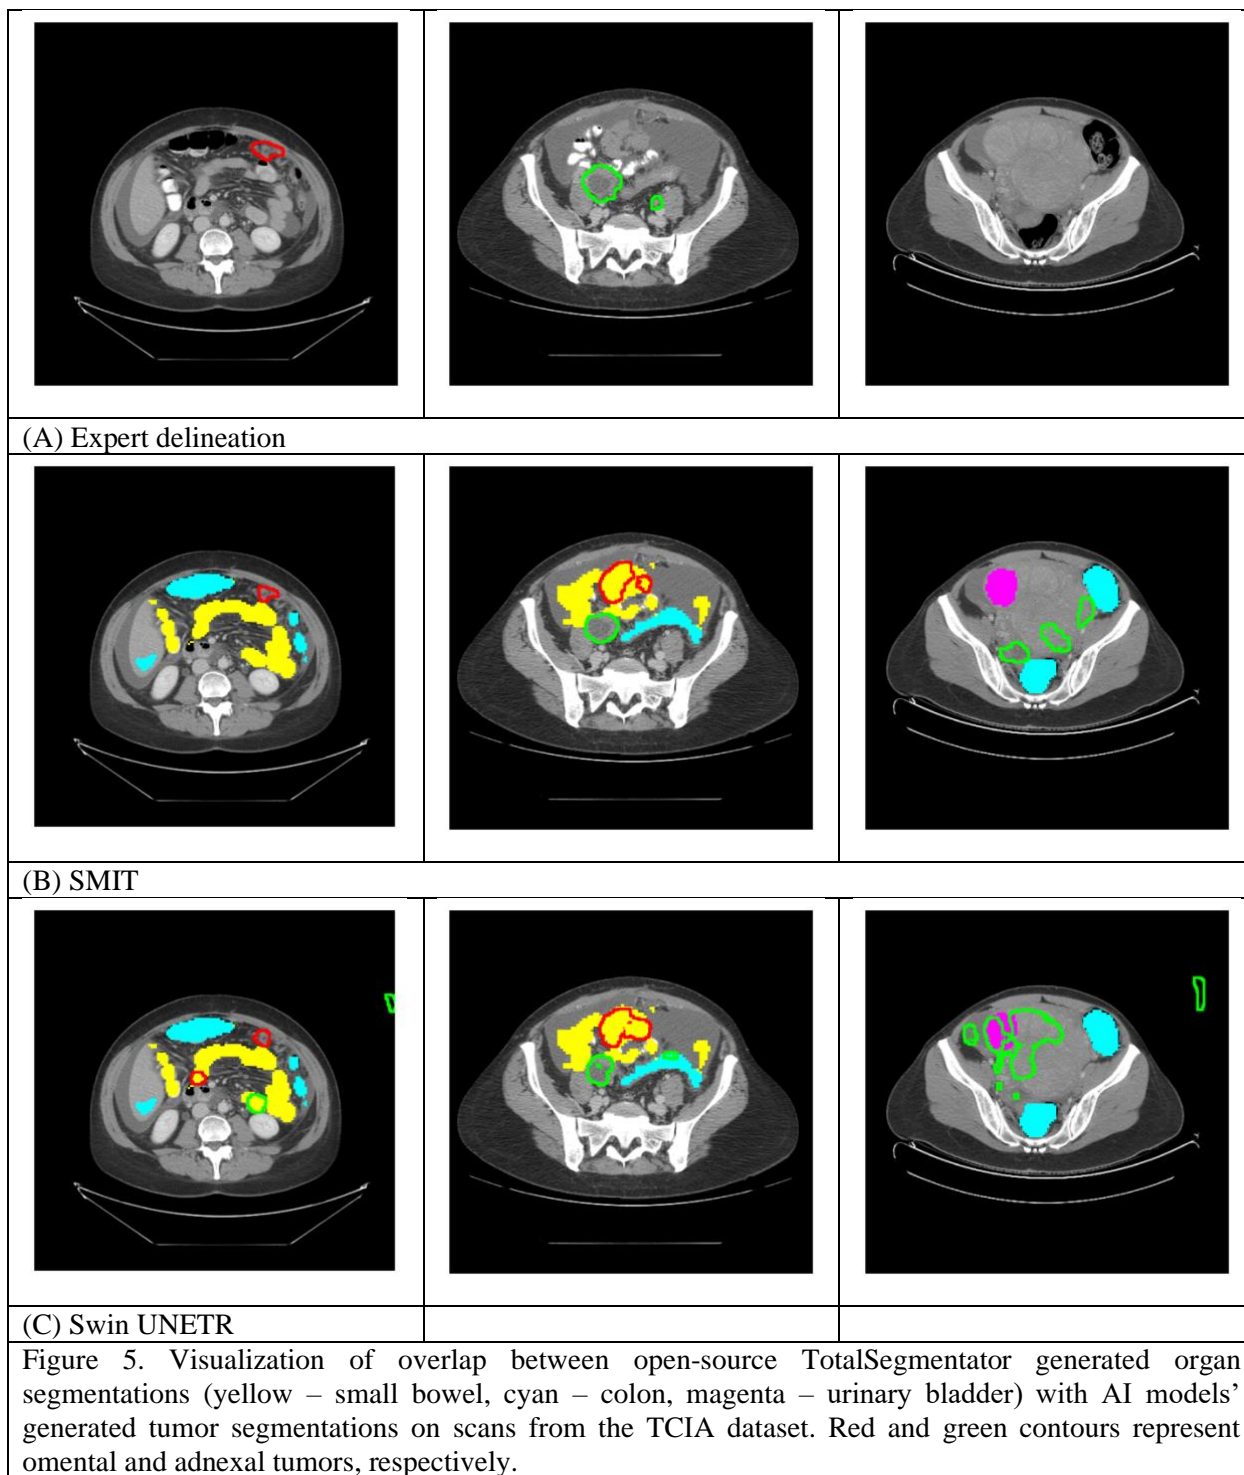 (A) Expert delineation
(B) SMIT
(C) Swin UNETR
Figure 5. Visualization of overlap between open-source TotalSegmentator generated organ
segmentations (yellow – small bowel, cyan – colon, magenta – urinary bladder) with AI models’
generated tumor segmentations on scans from the TCIA dataset. Red and green contours represent
omental and adnexal tumors, respectively.